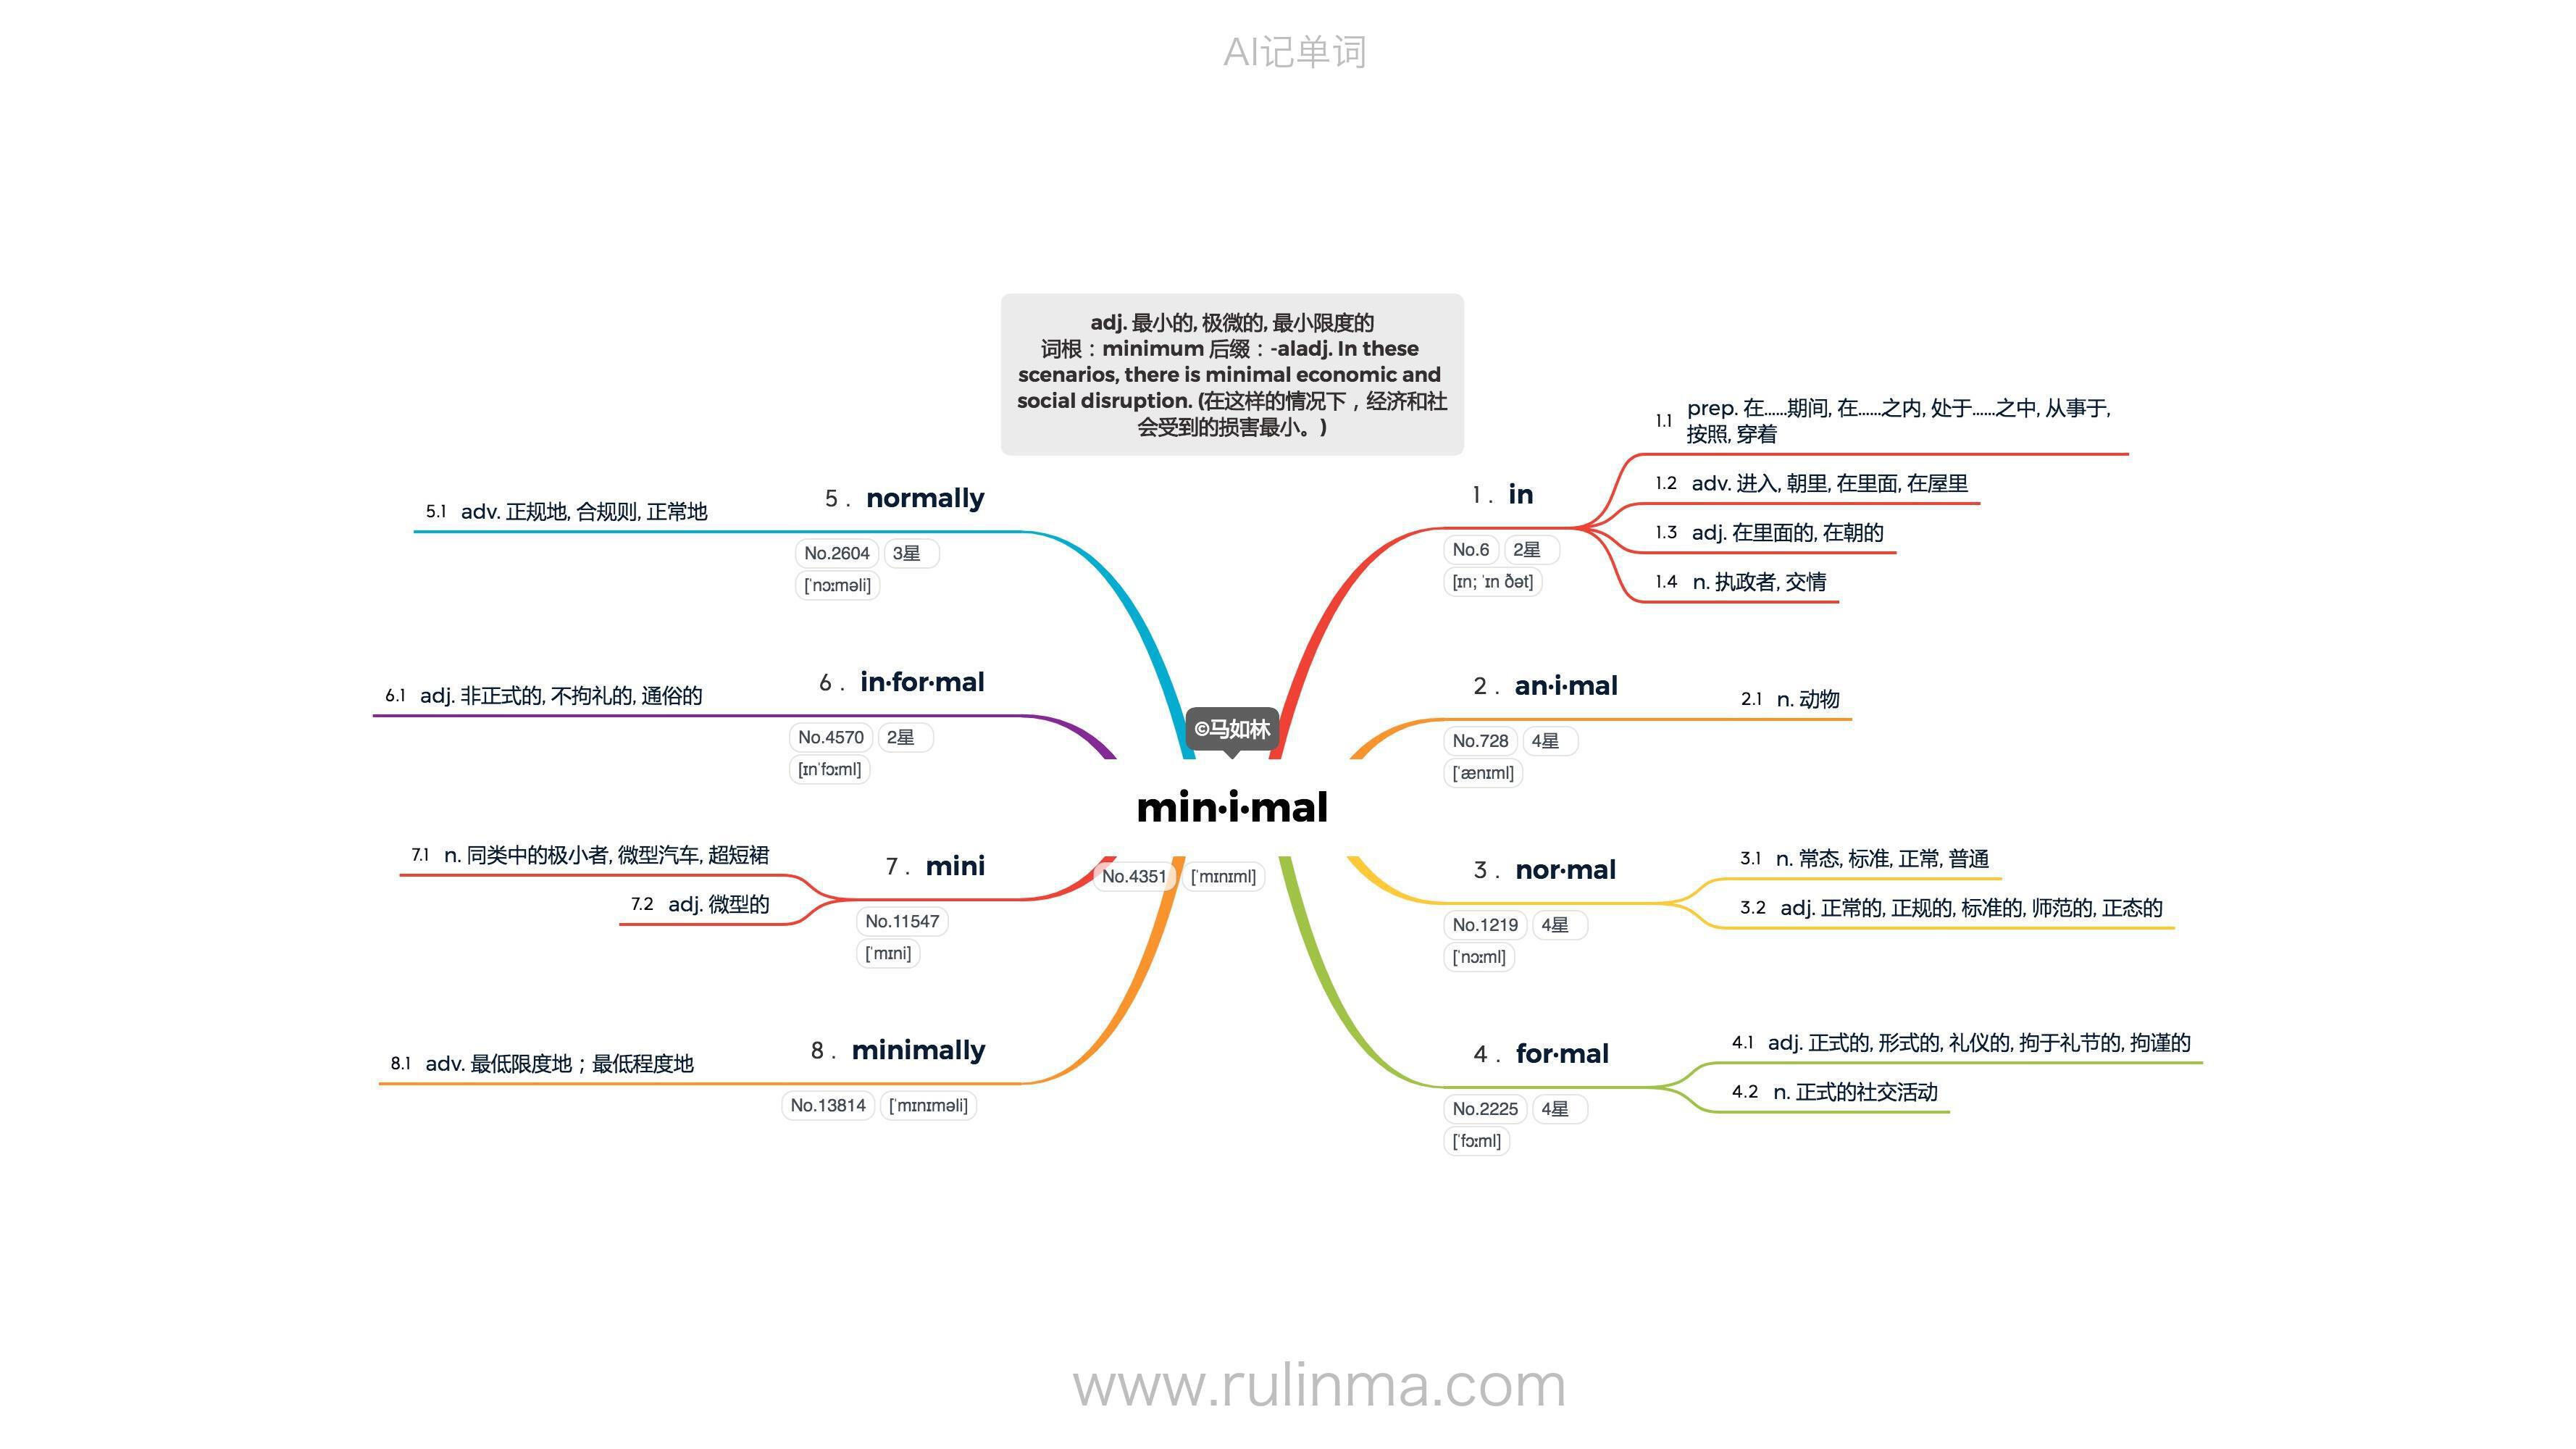 AI记单词
adj. 最小的, 极微的, 最小限度的
词根：minimum 后缀：-aladj. In these
scenarios, there is minimal economic and
social disruption. (在这样的情况下，经济和社
会受到的损害最小。)
©马如林
min·i·mal
No.4351 [ˈmɪnɪml]
1. in
No.6 2星
[ɪn; ˈɪn ðət]
1.1 prep. 在……期间, 在……之内, 处于……之中, 从事于,
按照, 穿着
1.2 adv. 进入, 朝里, 在里面, 在屋里
1.3 adj. 在里面的, 在朝的
1.4 n. 执政者, 交情
2. an·i·mal
No.728 4星
[ˈænɪml]
2.1 n. 动物
3. nor·mal
No.1219 4星
[ˈnɔːml]
3.1 n. 常态, 标准, 正常, 普通
3.2 adj. 正常的, 正规的, 标准的, 师范的, 正态的
4. for·mal
No.2225 4星
[ˈfɔːml]
4.1 adj. 正式的, 形式的, 礼仪的, 拘于礼节的, 拘谨的
4.2 n. 正式的社交活动
5. normally
No.2604 3星
[ˈnɔːməli]
5.1 adv. 正规地, 合规则, 正常地
6. in·for·mal
No.4570 2星
[ɪnˈfɔːml]
6.1 adj. 非正式的, 不拘礼的, 通俗的
7. mini
No.11547
[ˈmɪni]
7.1 n. 同类中的极小者, 微型汽车, 超短裙
7.2 adj. 微型的
8. minimally
No.13814 [ˈmɪnɪməli]
8.1 adv. 最低限度地；最低程度地
www.rulinma.com